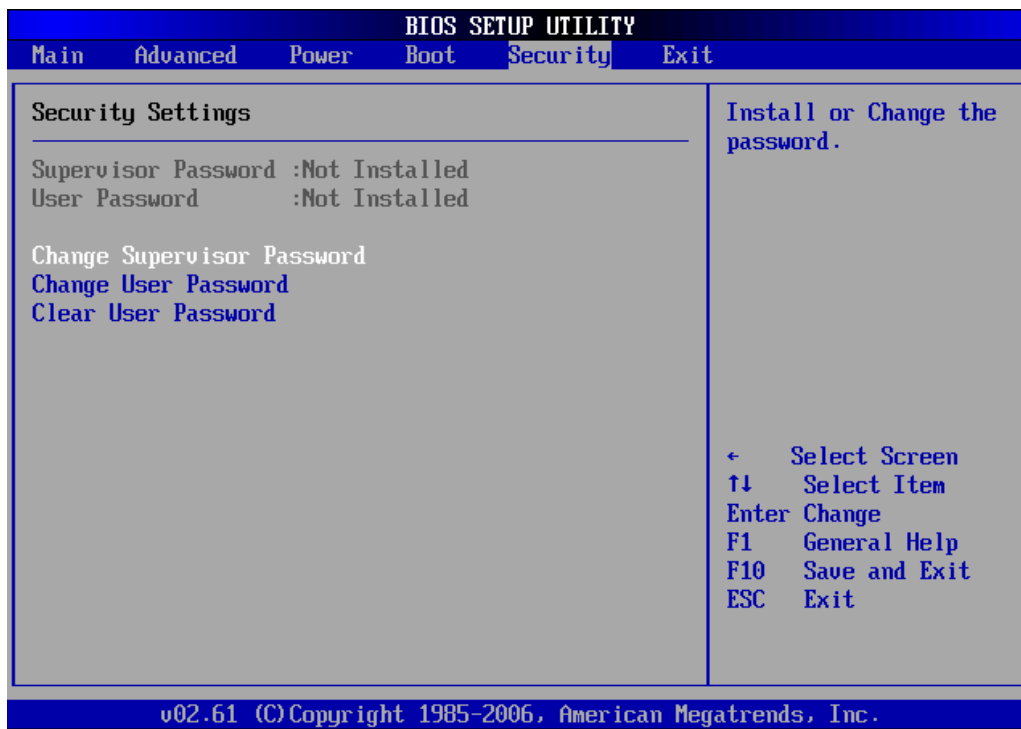 BIOS SETUP UTILITY
Main Advanced Power Boot Security Exit
Security Settings
Supervisor Password :Not Installed
User Password :Not Installed
Change Supervisor Password
Change User Password
Clear User Password
Install or Change the
password.
← Select Screen
↑↓ Select Item
Enter Change
F1 General Help
F10 Save and Exit
ESC Exit
v02.61 (C)Copyright 1985-2006, American Megatrends, Inc.